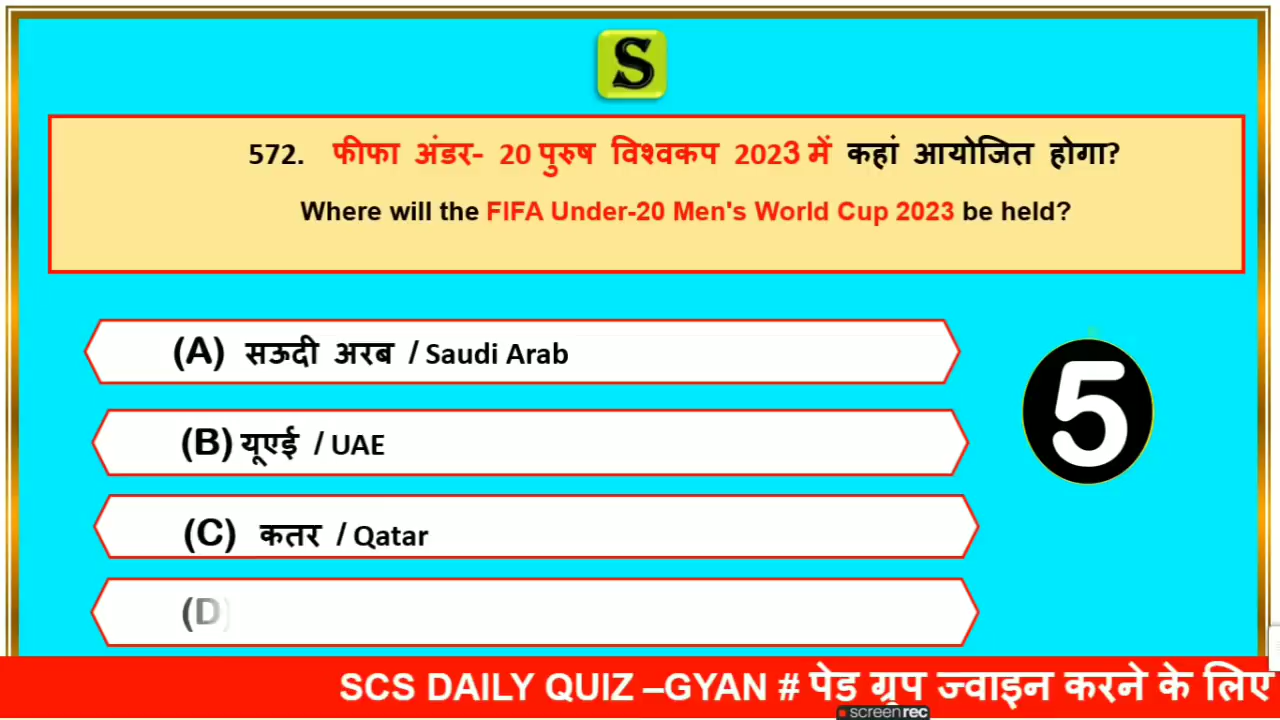 S
572. फीफा अंडर- 20 पुरुष विश्वकप 2023 में कहां आयोजित होगा?
Where will the FIFA Under-20 Men's World Cup 2023 be held?
(A) सऊदी अरब / Saudi Arab
(B) यूएई / UAE
5
(C) कतर / Qatar
(D)
SCS DAILY QUIZ –GYAN # पेड ग्रुप ज्वाइन करने के लिए
screenrec